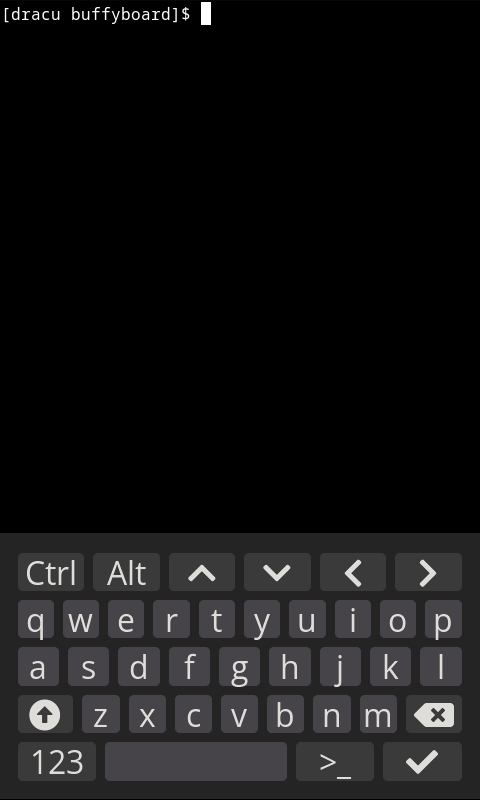 [dracu buffyboard]$
Ctrl Alt
q w e r t y u i o p
a s d f g h j k l
z x c v b n m
123 >_